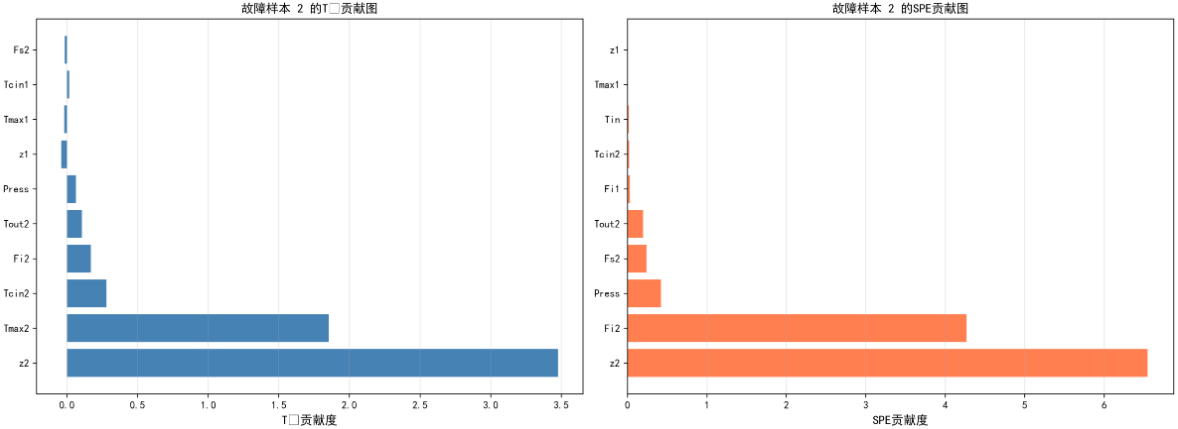 故障样本 2 的T□贡献图
Fs2
Tcin1
Tmax1
z1
Press
Tout2
Fi2
Tcin2
Tmax2
z2
0.0 0.5 1.0 1.5 2.0 2.5 3.0 3.5
T□贡献度
故障样本 2 的SPE贡献图
z1
Tmax1
Tin
Tcin2
Fi1
Tout2
Fs2
Press
Fi2
z2
0 1 2 3 4 5 6
SPE贡献度